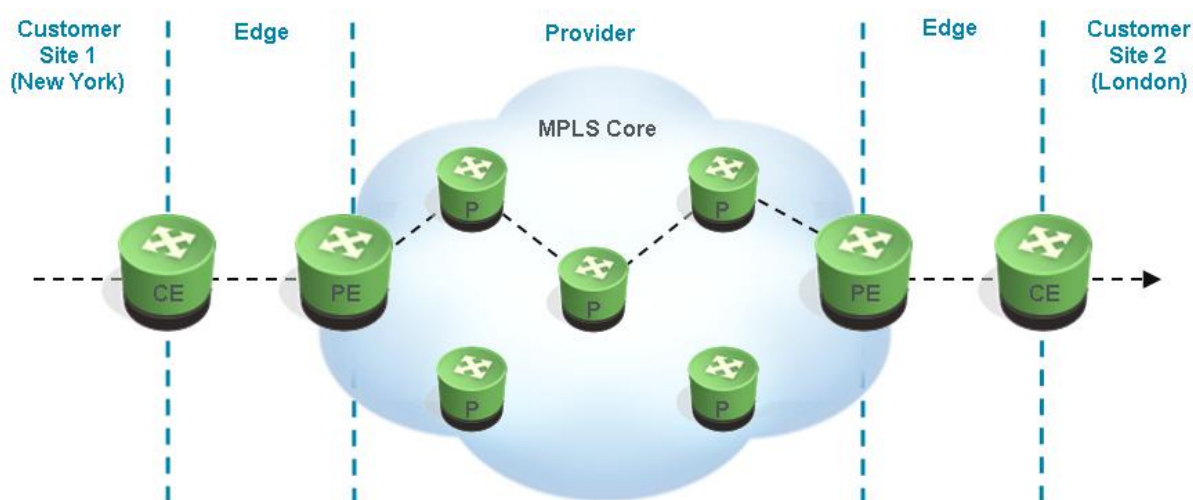 Customer
Site 1
(New York)
Edge
Provider
Edge
Customer
Site 2
(London)
MPLS Core
P
P
CE
PE
P
PE
CE
P
P